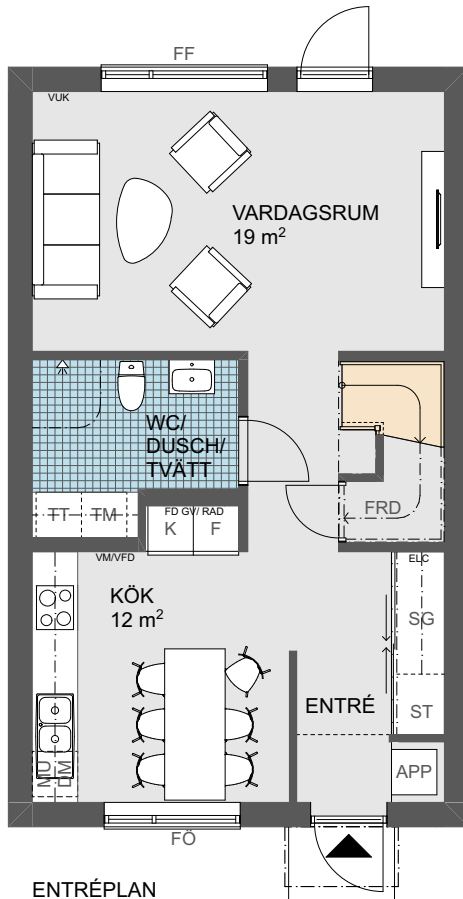 FF
VUK
VARDAGSRUM
19 m²
WC/
DUSCH/
TVÄTT
TT TM
FD GV/ RAD
K F
FRD
VM/VFD
ELC
KÖK
12 m²
SG
ENTRÉ
ST
MU
DM
APP
FÖ
ENTRÉPLAN